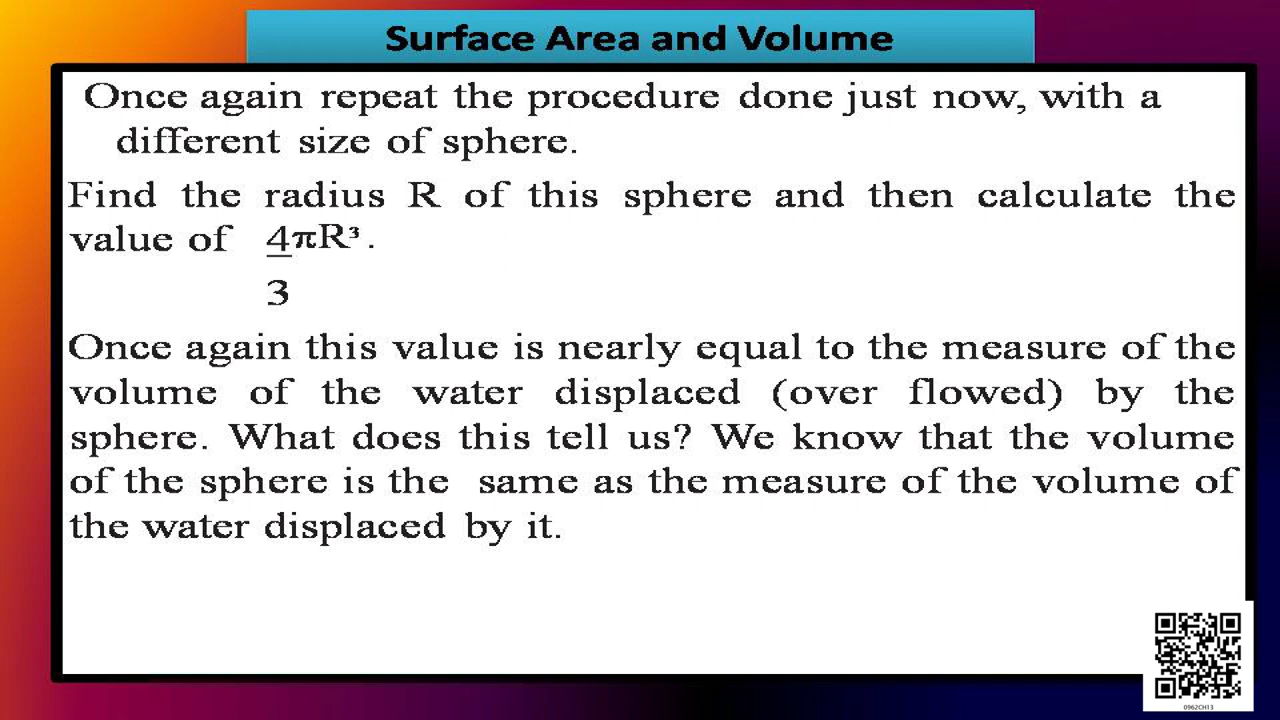 Surface Area and Volume
Once again repeat the procedure done just now, with a
different size of sphere.
Find the radius R of this sphere and then calculate the
value of 4πR³.
3
Once again this value is nearly equal to the measure of the
volume of the water displaced (over flowed) by the
sphere. What does this tell us? We know that the volume
of the sphere is the same as the measure of the volume of
the water displaced by it.
0962CH13